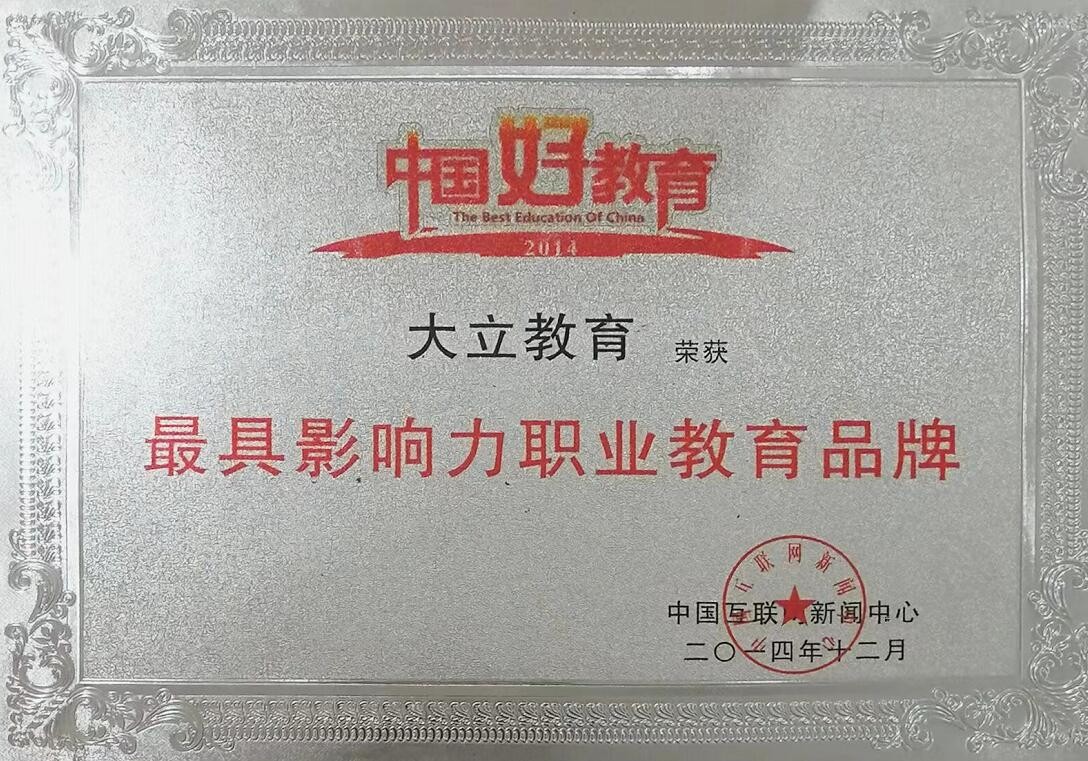 中国好教育
The Best Education Of China
2014
大立教育 荣获
最具影响力职业教育品牌
中国互联网新闻中心
二〇一四年十二月